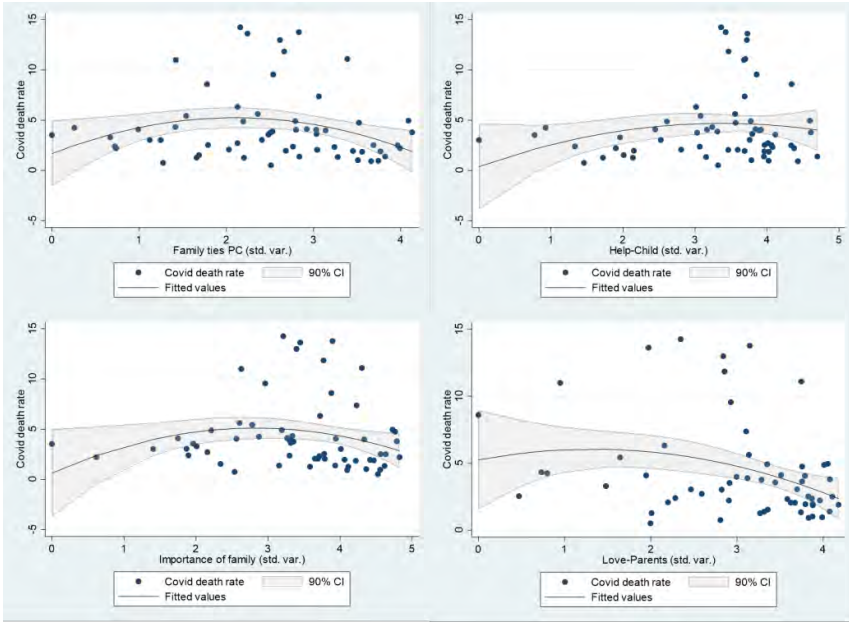 Covid death rate
15
10
5
0
-5
0 1 2 3 4
Family ties PC (std. var.)
Covid death rate 90% CI
Fitted values
Covid death rate
15
10
5
0
-5
0 1 2 3 4 5
Help-Child (std. var.)
Covid death rate 90% CI
Fitted values
Covid death rate
15
10
5
0
-5
0 1 2 3 4 5
Importance of family (std. var.)
Covid death rate 90% CI
Fitted values
Covid death rate
15
10
5
0
0 1 2 3 4
Love-Parents (std. var.)
Covid death rate 90% CI
Fitted values